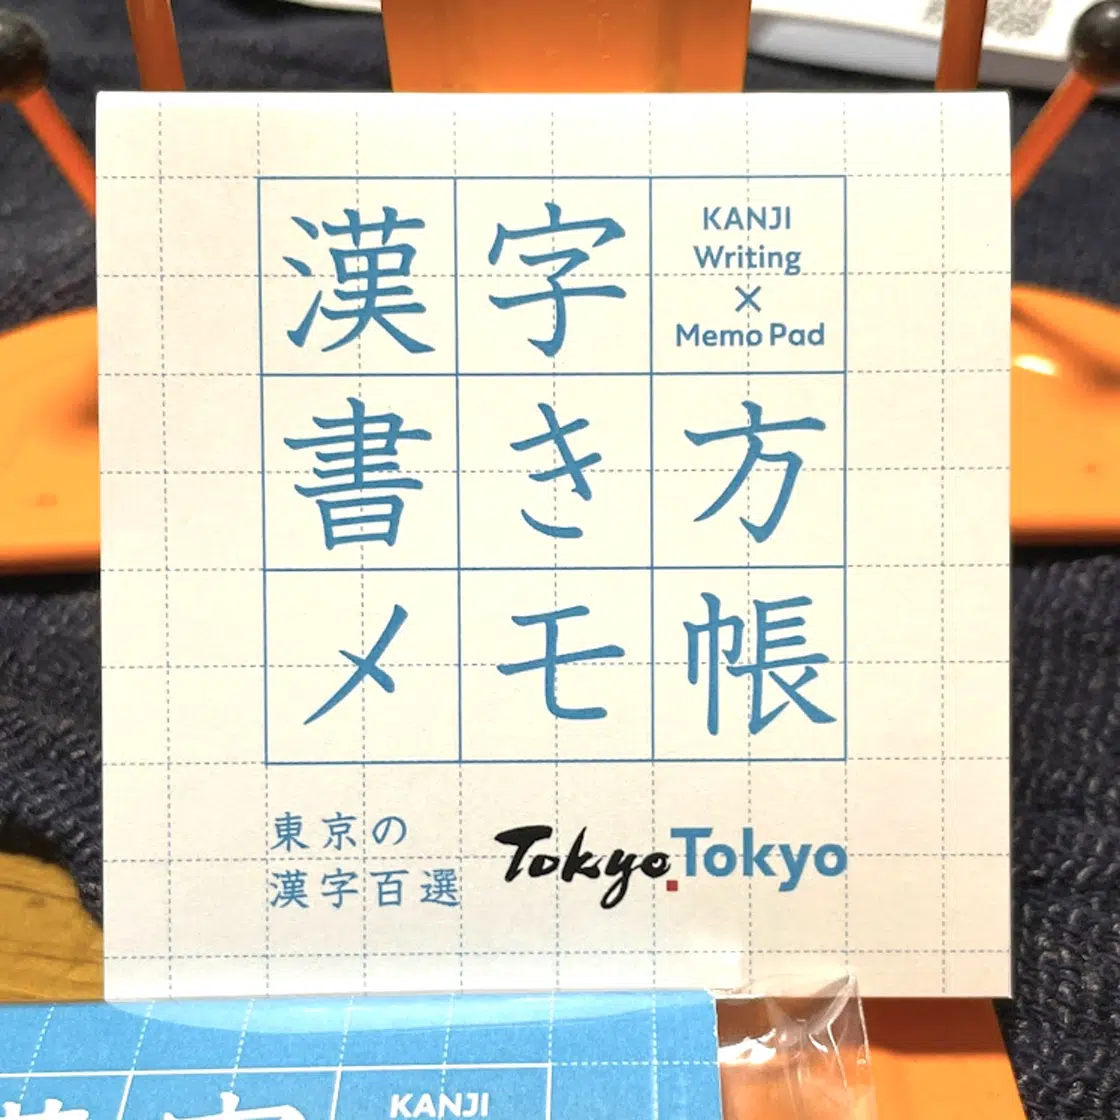 漢字
KANJI
Writing
×
Memo Pad
書き方
メモ帳
東京の
漢字百選
Tokyo Tokyo
KANJI